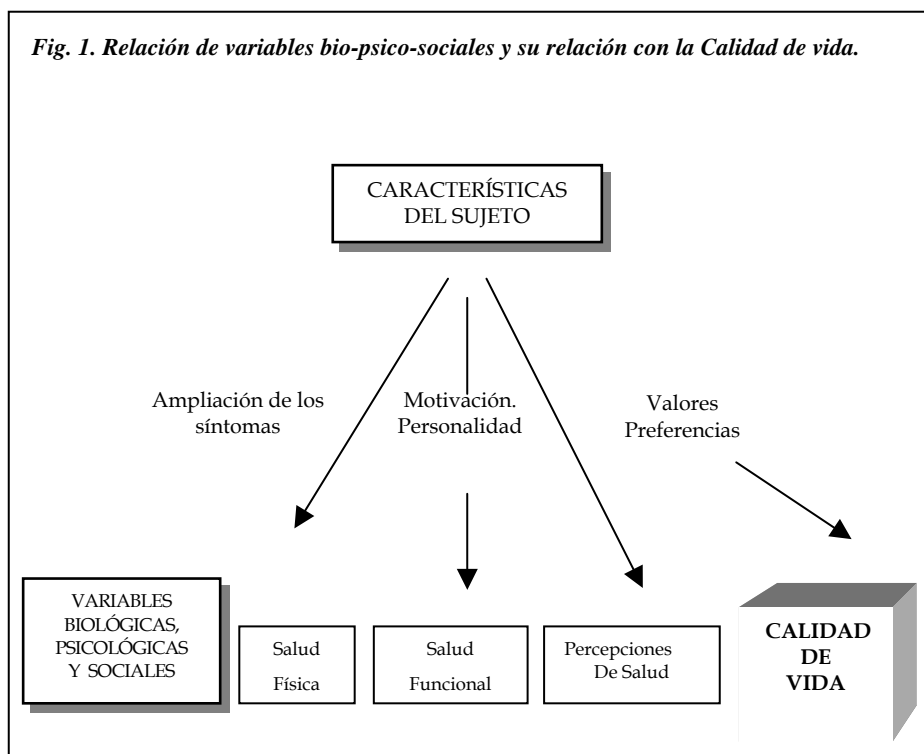 Fig. 1. Relación de variables bio-psico-sociales y su relación con la Calidad de vida.
CARACTERÍSTICAS
DEL SUJETO
Ampliación de los
síntomas
Motivación.
Personalidad
Valores
Preferencias
VARIABLES
BIOLÓGICAS,
PSICOLÓGICAS
Y SOCIALES
Salud
Física
Salud
Funcional
Percepciones
De Salud
CALIDAD
DE
VIDA